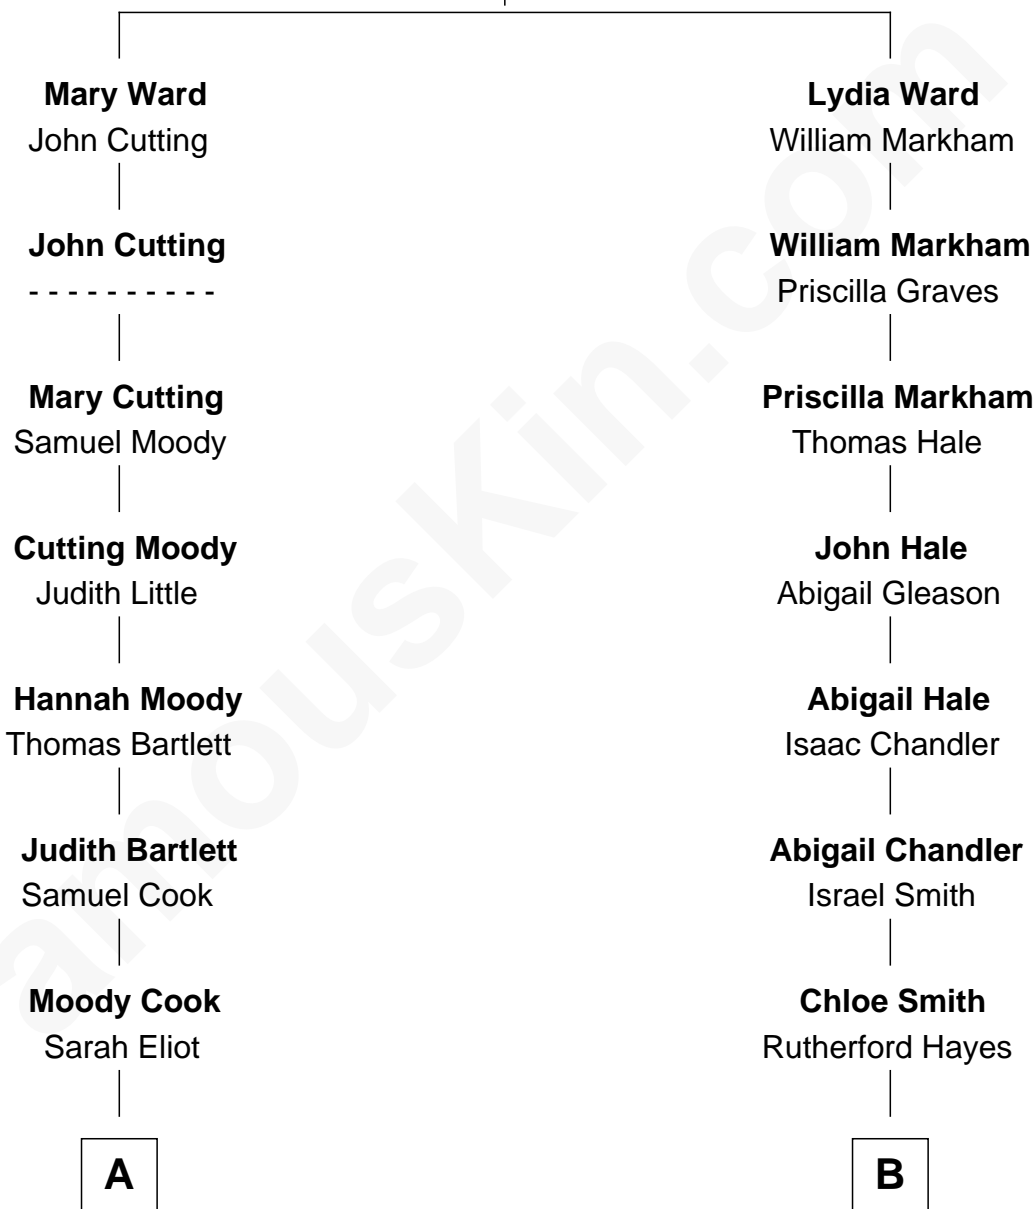 Mary Ward
John Cutting
John Cutting
- - - - - - - - - -
Mary Cutting
Samuel Moody
Cutting Moody
Judith Little
Hannah Moody
Thomas Bartlett
Judith Bartlett
Samuel Cook
Moody Cook
Sarah Eliot
A
Lydia Ward
William Markham
William Markham
Priscilla Graves
Priscilla Markham
Thomas Hale
John Hale
Abigail Gleason
Abigail Hale
Isaac Chandler
Abigail Chandler
Israel Smith
Chloe Smith
Rutherford Hayes
B
amousKin.com